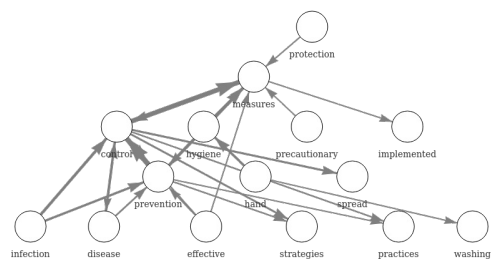 protection
measures
control
hygiene
precautionary
implemented
prevention
hand
spread
infection
disease
effective
strategies
practices
washing